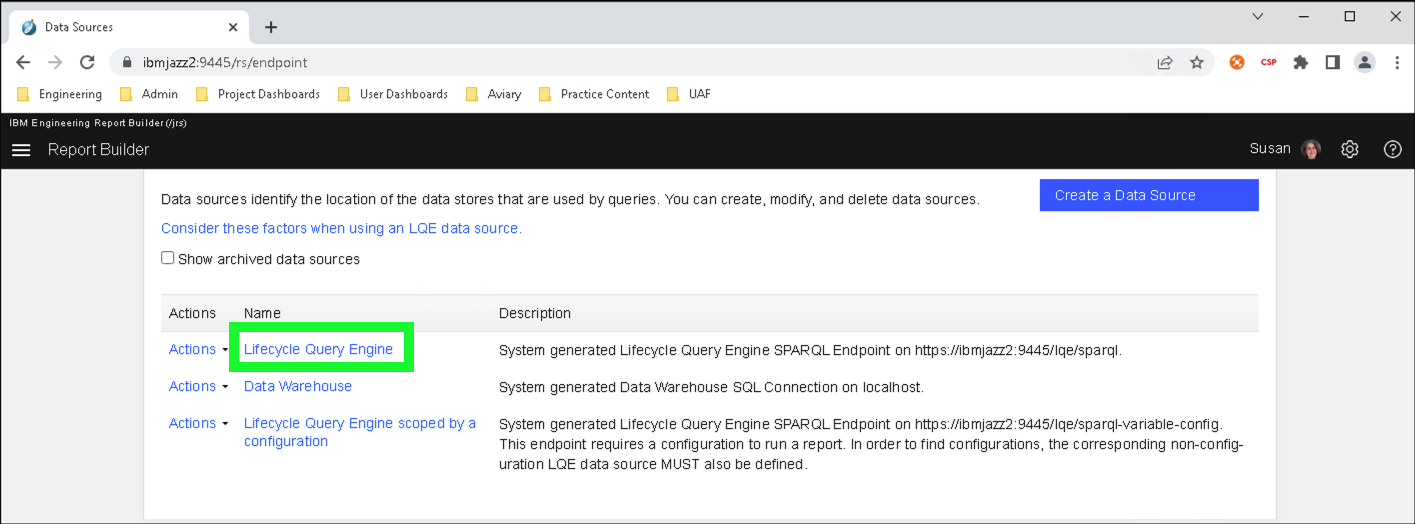 Data Sources
ibmjazz2:9445/rs/endpoint
CSP
Engineering Admin Project Dashboards User Dashboards Aviary Practice Content UAF
IBM Engineering Report Builder (/jrs)
Report Builder
Susan
Data sources identify the location of the data stores that are used by queries. You can create, modify, and delete data sources.
Create a Data Source
Consider these factors when using an LQE data source.
Show archived data sources
Actions Name Description
Actions Lifecycle Query Engine System generated Lifecycle Query Engine SPARQL Endpoint on https://ibmjazz2:9445/lqe/sparql.
Actions Data Warehouse System generated Data Warehouse SQL Connection on localhost.
Actions Lifecycle Query Engine scoped by a System generated Lifecycle Query Engine SPARQL Endpoint on https://ibmjazz2:9445/lqe/sparql-variable-config.
configuration This endpoint requires a configuration to run a report. In order to find configurations, the corresponding non-config-
uration LQE data source MUST also be defined.